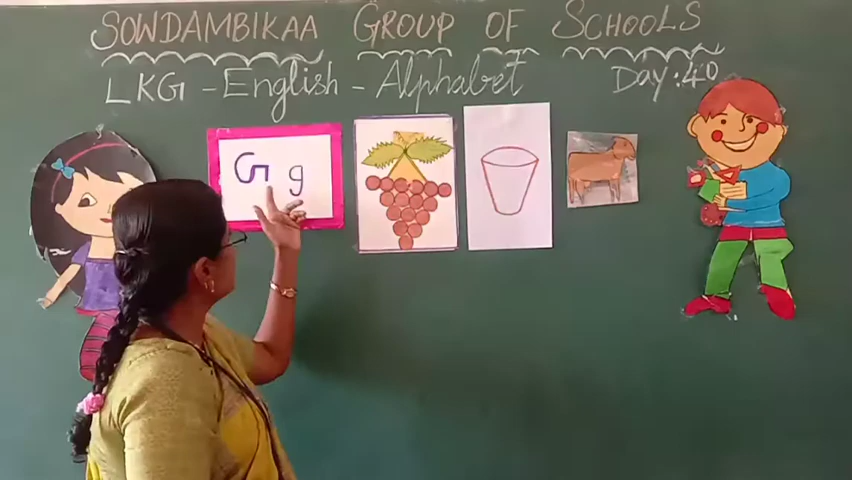 SOWDAMBIKAA GROUP OF SCHOOLS
LKG - English - Alphabet Day: 40
G g